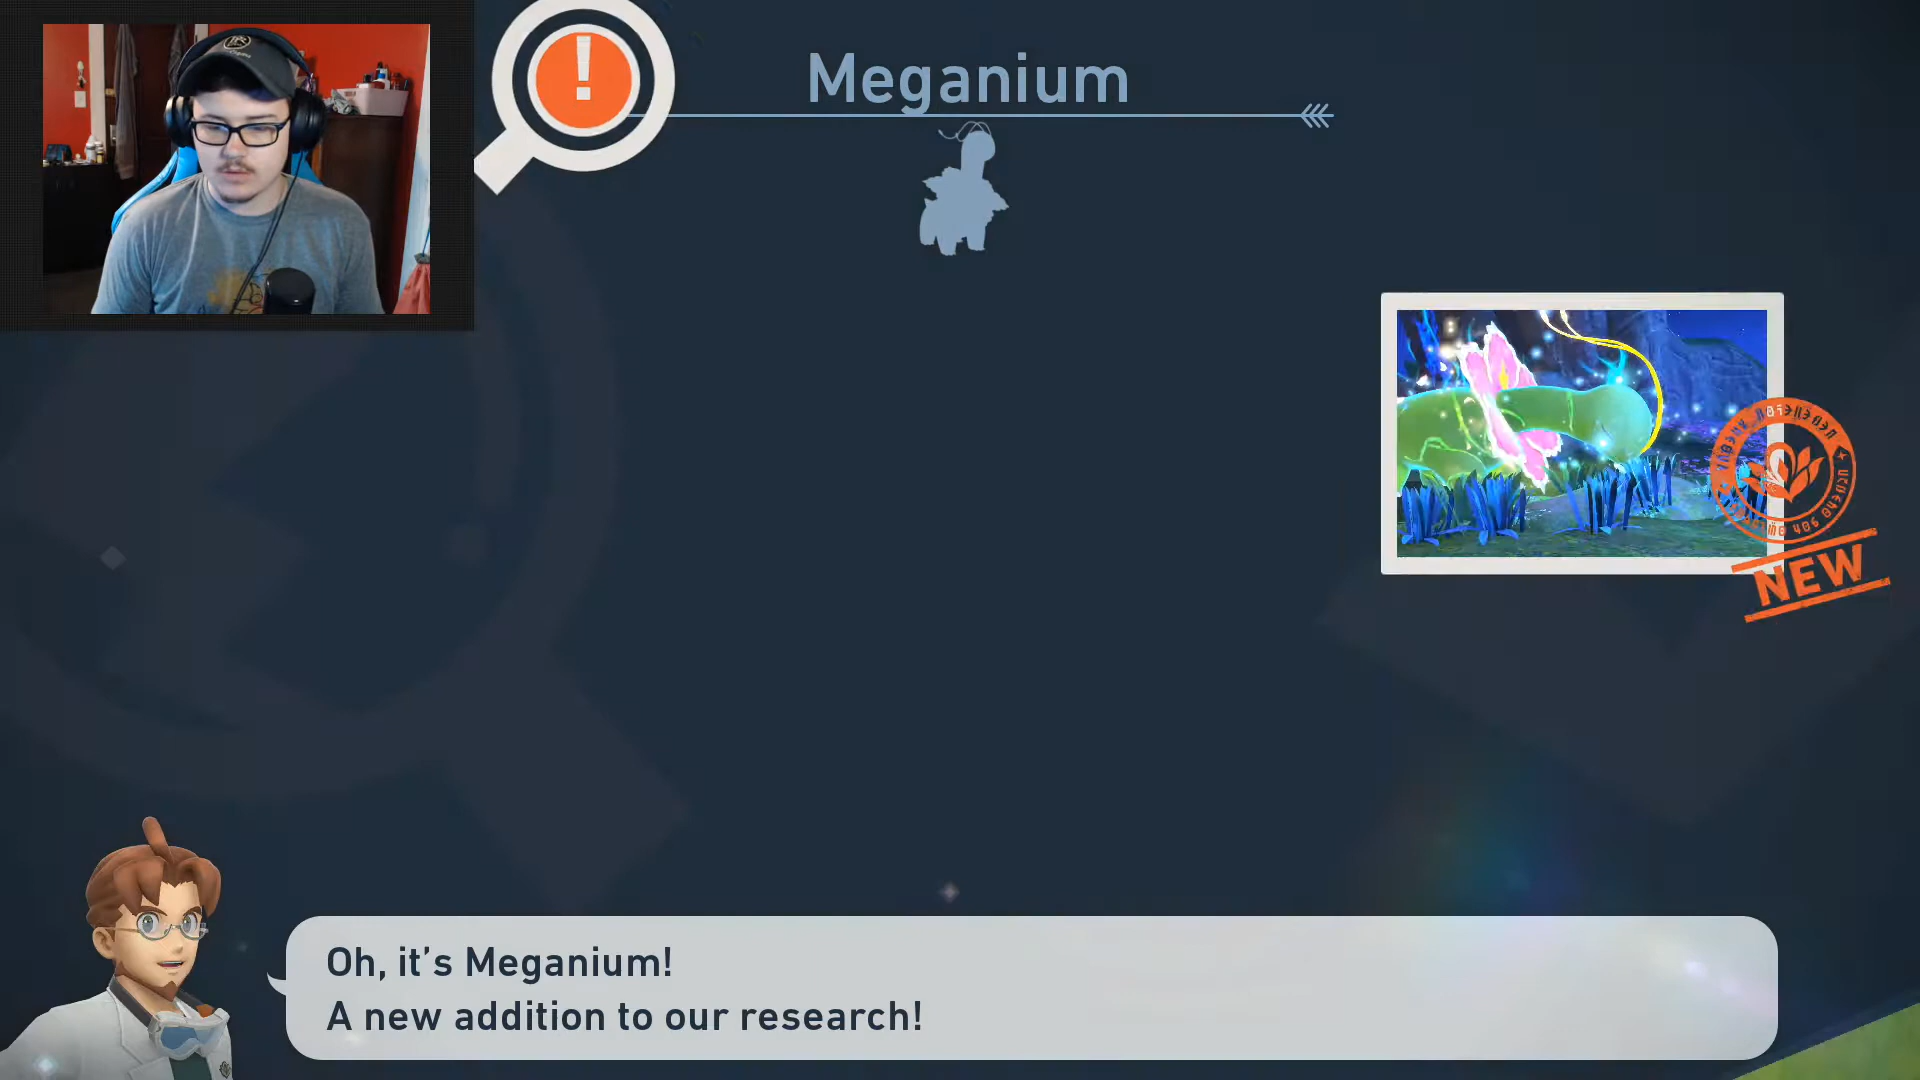 Meganium
NEW
Oh, it's Meganium!
A new addition to our research!